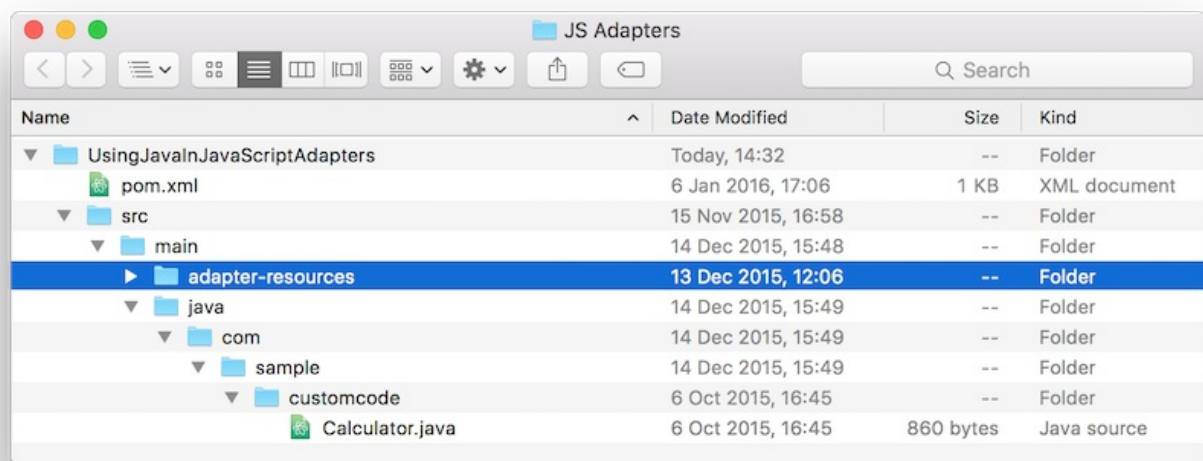 JS Adapters
Search
Name Date Modified Size Kind
UsingJavaInJavaScriptAdapters Today, 14:32 -- Folder
pom.xml 6 Jan 2016, 17:06 1 KB XML document
src 15 Nov 2015, 16:58 -- Folder
main 14 Dec 2015, 15:48 -- Folder
adapter-resources 13 Dec 2015, 12:06 -- Folder
java 14 Dec 2015, 15:49 -- Folder
com 14 Dec 2015, 15:49 -- Folder
sample 14 Dec 2015, 15:49 -- Folder
customcode 6 Oct 2015, 16:45 -- Folder
Calculator.java 6 Oct 2015, 16:45 860 bytes Java source